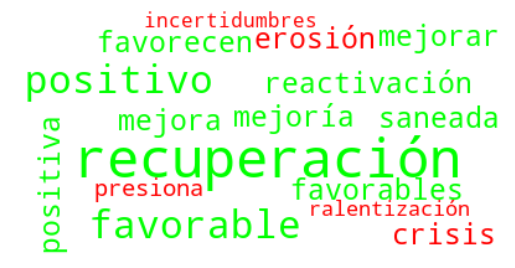 incertidumbres
favorecen erosión mejorar
positivo reactivación
mejora mejoría saneada
positiva
recuperación
presiona favorables
favorable ralentización
crisis